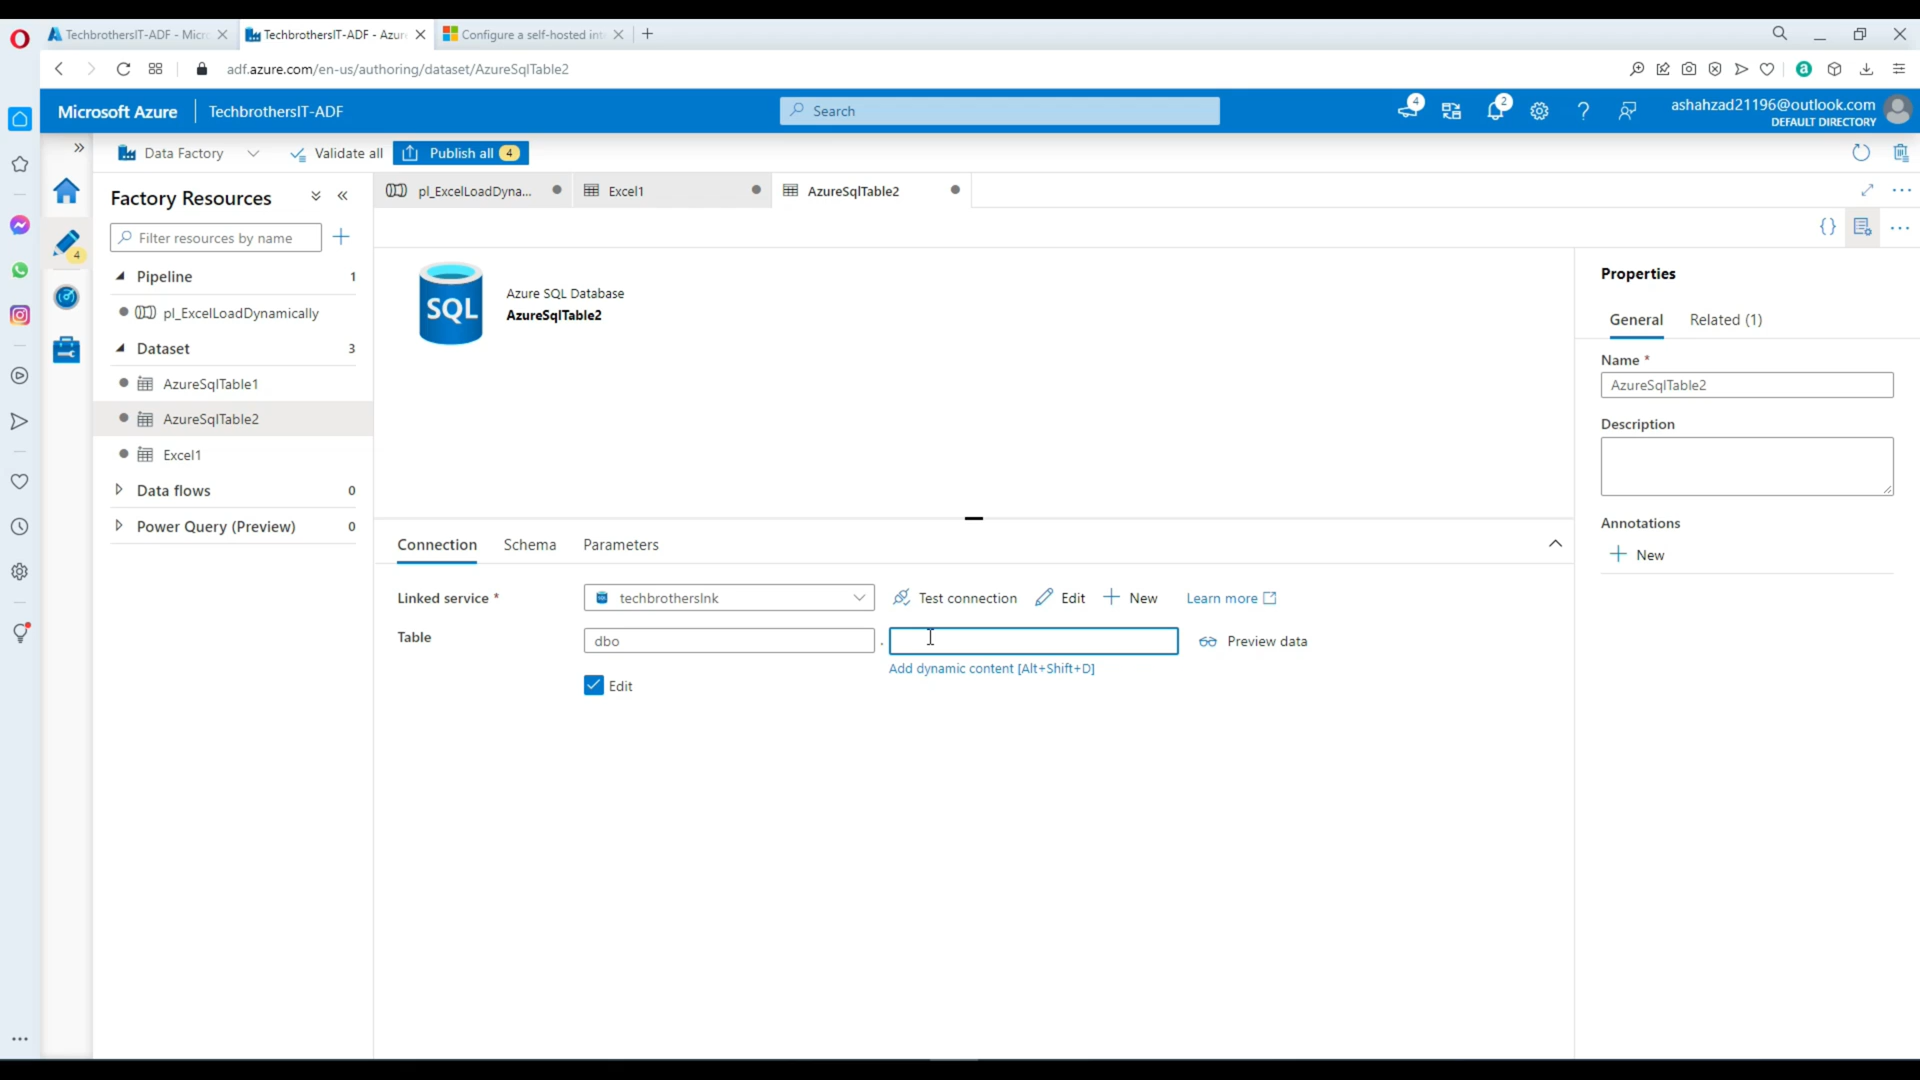 TechbrothersIT-ADF - Micr
TechbrothersIT-ADF - Azur
Configure a self-hosted int
adf.azure.com/en-us/authoring/dataset/AzureSqlTable2
Microsoft Azure
TechbrothersIT-ADF
Search
4
2
ashahzad21196@outlook.com
DEFAULT DIRECTORY
Data Factory
Validate all
Publish all 4
Factory Resources
Filter resources by name
4
Pipeline 1
pl_ExcelLoadDynamically
Dataset 3
AzureSqlTable1
AzureSqlTable2
Excel1
Data flows 0
Power Query (Preview) 0
pl_ExcelLoadDyna...
Excel1
AzureSqlTable2
SQL
Azure SQL Database
AzureSqlTable2
Connection
Schema
Parameters
Linked service *
techbrotherslnk
Test connection
Edit
New
Learn more
Table
dbo
.
Preview data
Add dynamic content [Alt+Shift+D]
Edit
Properties
General
Related (1)
Name *
AzureSqlTable2
Description
Annotations
New